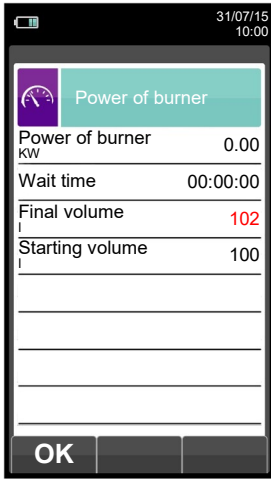 31/07/15
10:00
Power of burner
Power of burner 0.00
KW
Wait time 00:00:00
Final volume 102
l
Starting volume 100
l
OK